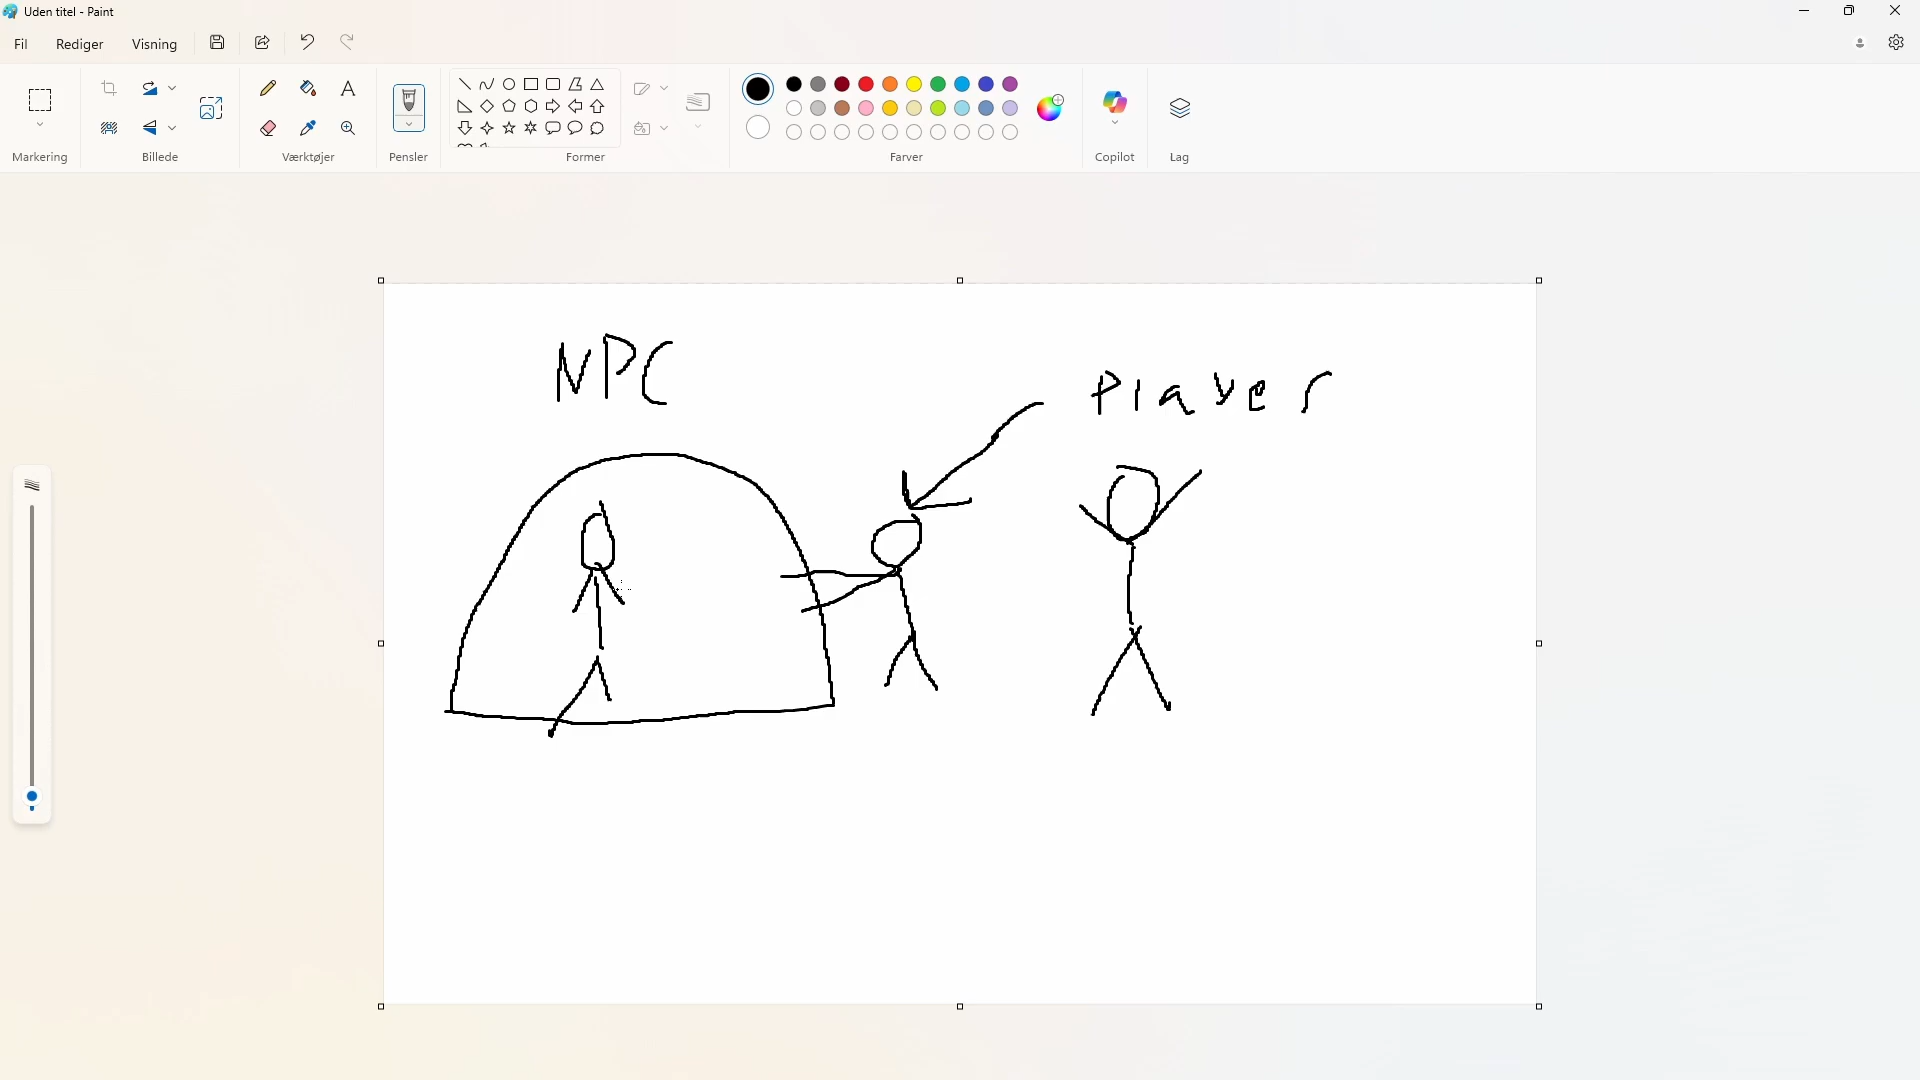 Uden titel - Paint
Fil Rediger Visning
Markering Billede Værktøjer Pensler Former Farver Copilot Lag
NPC
Player